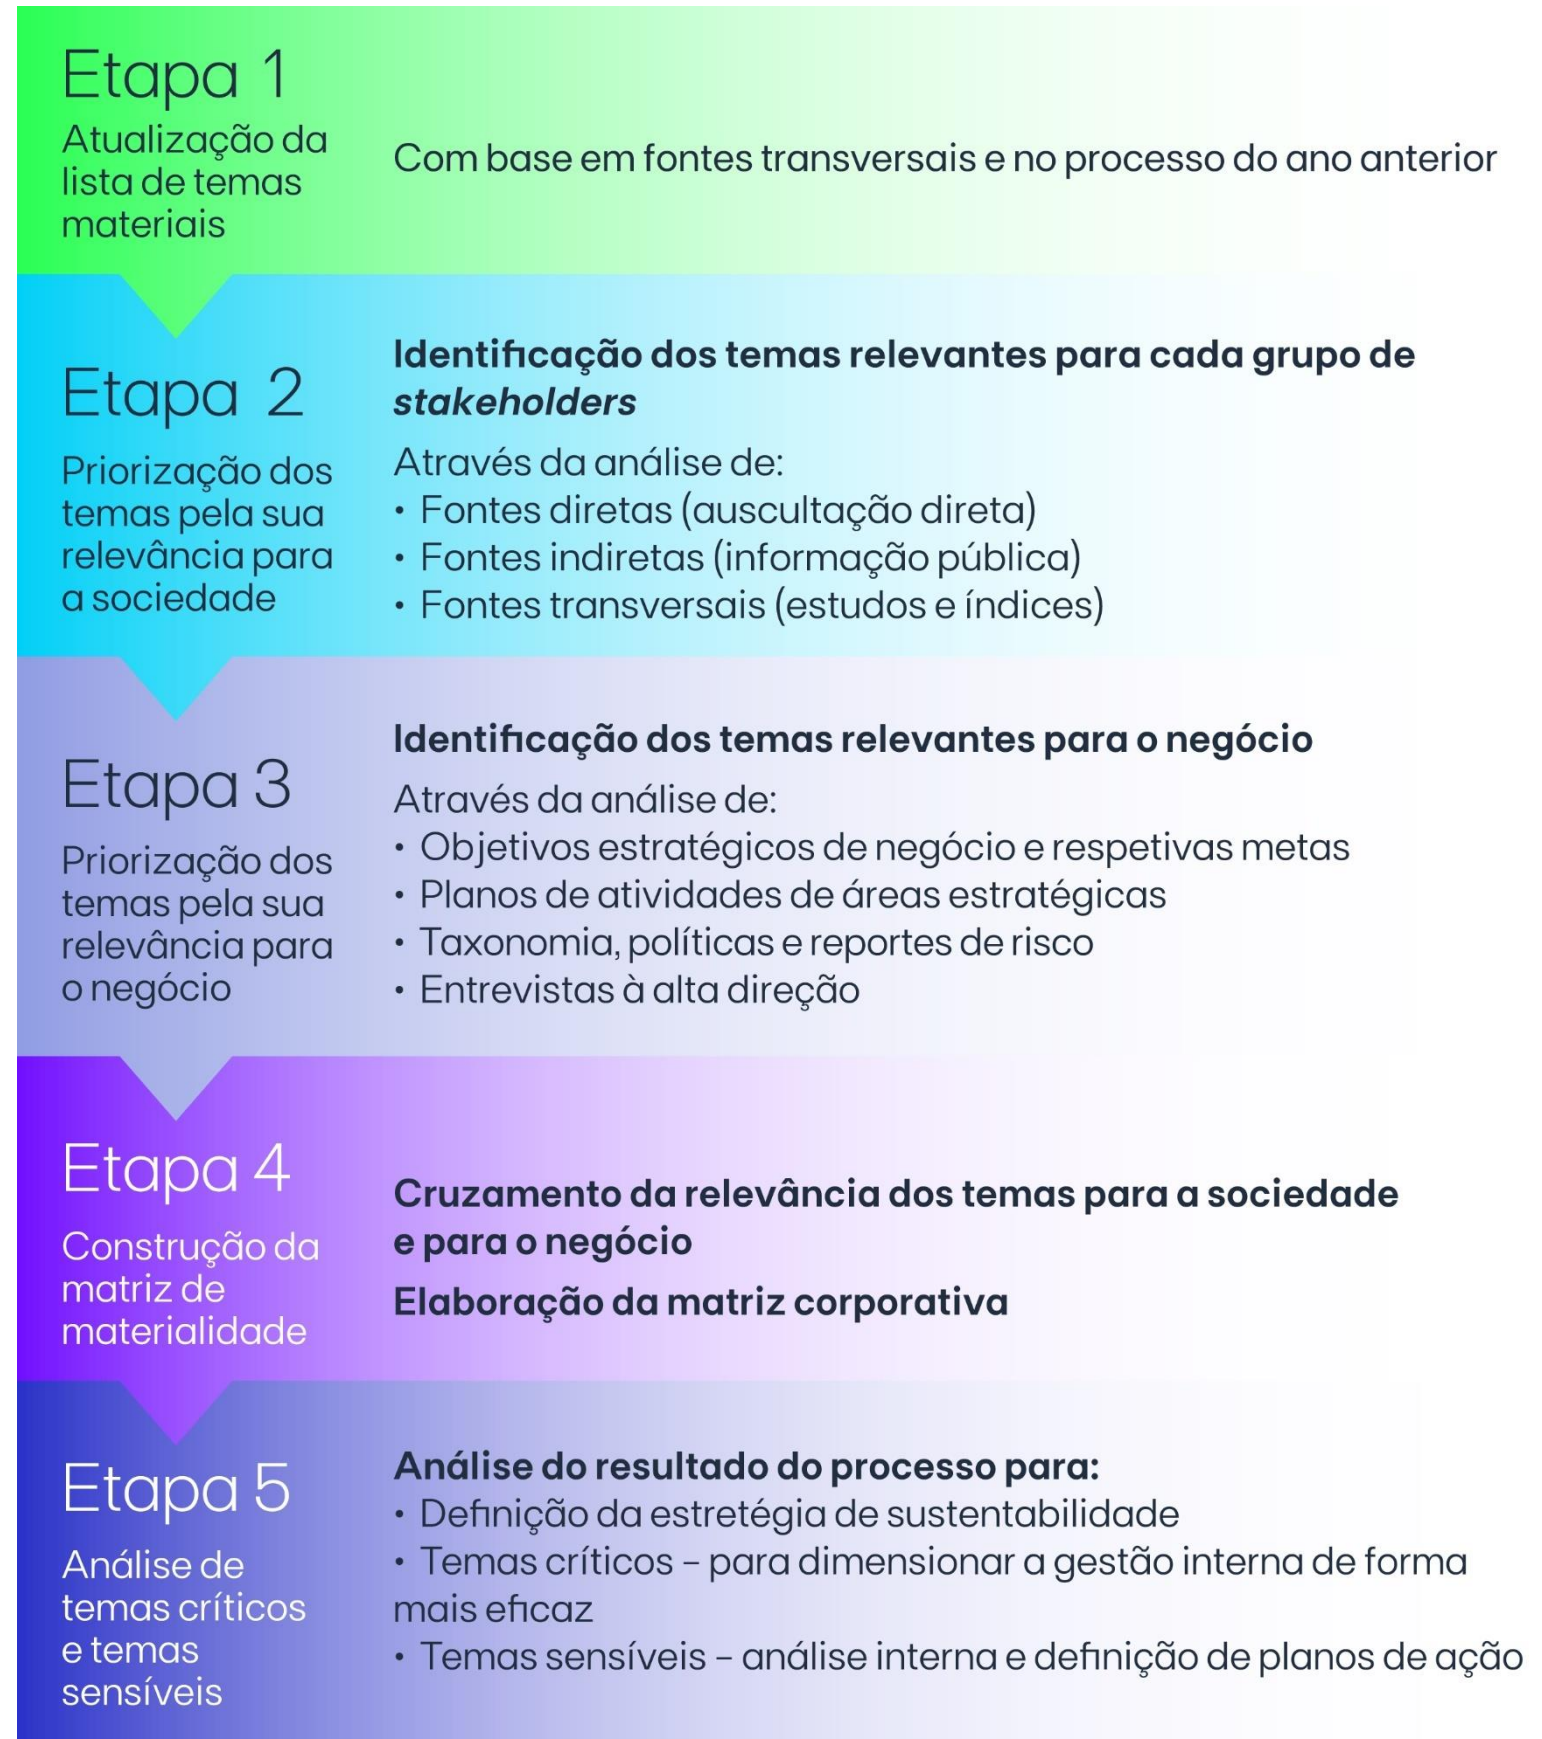 Etapa 1
Atualização da
lista de temas
materiais
Com base em fontes transversais e no processo do ano anterior
Etapa 2
Priorização dos
temas pela sua
relevância para
a sociedade
Identificação dos temas relevantes para cada grupo de
stakeholders
Através da análise de:
• Fontes diretas (auscultação direta)
• Fontes indiretas (informação pública)
• Fontes transversais (estudos e índices)
Etapa 3
Priorização dos
temas pela sua
relevância para
o negócio
Identificação dos temas relevantes para o negócio
Através da análise de:
• Objetivos estratégicos de negócio e respetivas metas
• Planos de atividades de áreas estratégicas
• Taxonomia, políticas e reportes de risco
• Entrevistas à alta direção
Etapa 4
Construção da
matriz de
materialidade
Cruzamento da relevância dos temas para a sociedade
e para o negócio
Elaboração da matriz corporativa
Etapa 5
Análise de
temas críticos
e temas
sensíveis
Análise do resultado do processo para:
• Definição da estretégia de sustentabilidade
• Temas críticos – para dimensionar a gestão interna de forma
mais eficaz
• Temas sensíveis – análise interna e definição de planos de ação